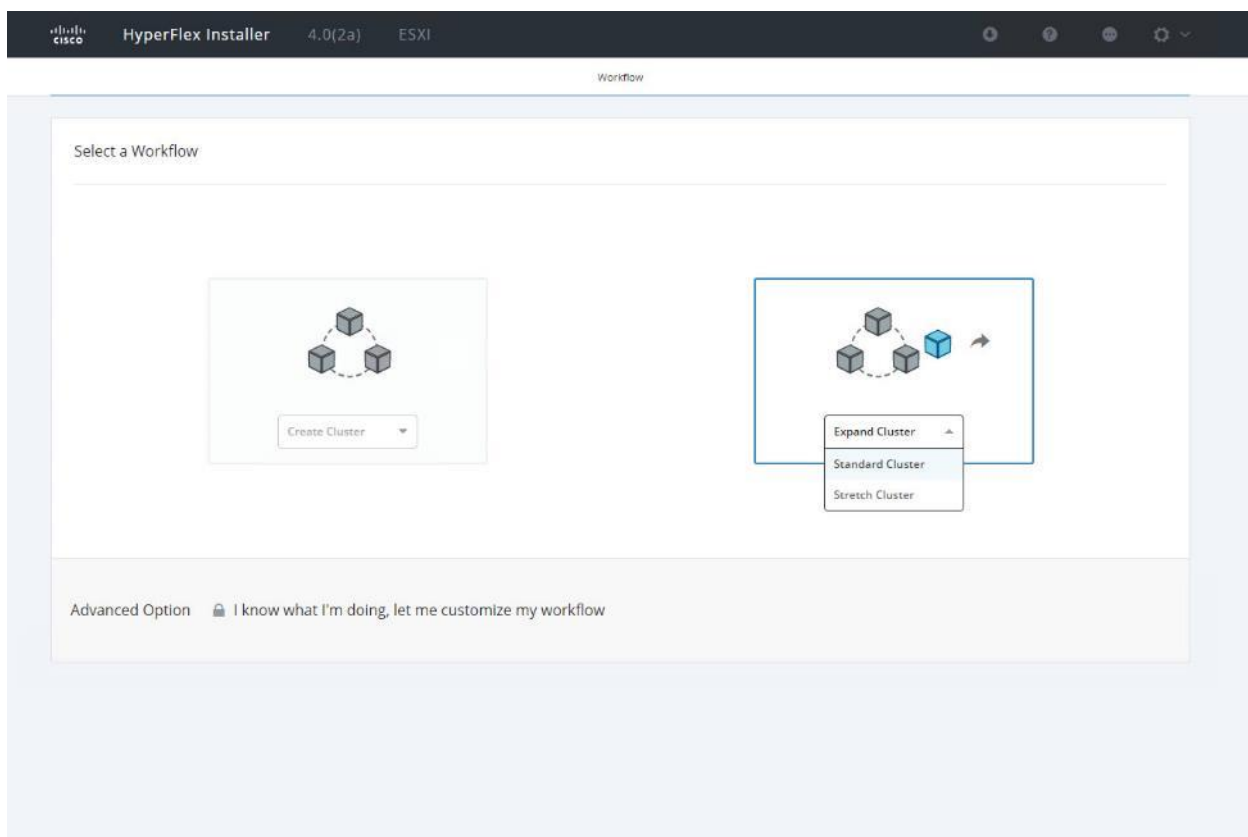 CISCO HyperFlex Installer 4.0(2a) ESXI
Workflow
Select a Workflow
Create Cluster
Expand Cluster
Standard Cluster
Stretch Cluster
Advanced Option I know what I'm doing, let me customize my workflow